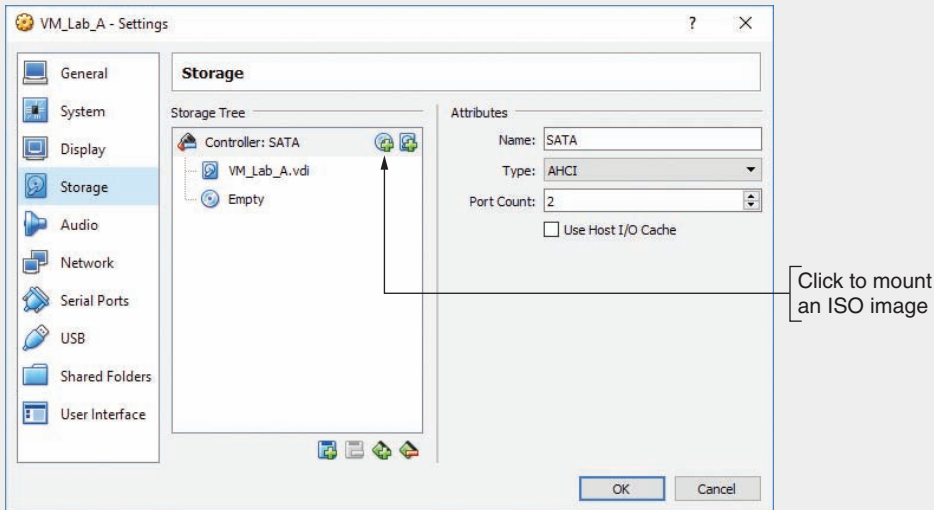 VM_Lab_A - Settings
?
General
System
Display
Storage
Audio
Network
Serial Ports
USB
Shared Folders
User Interface
Storage
Storage Tree
Controller: SATA
VM_Lab_A.vdi
Empty
Attributes
Name: SATA
Type: AHCI
Port Count: 2
Use Host I/O Cache
OK
Cancel
Click to mount
an ISO image